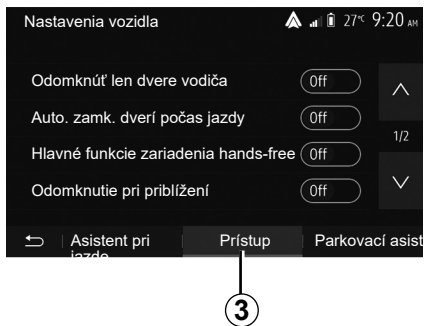 Nastavenia vozidla 27°C 9:20 AM
Odomknúť len dvere vodiča Off
Auto. zamk. dverí počas jazdy Off
1/2
Hlavné funkcie zariadenia hands-free Off
Odomknutie pri priblížení Off
Asistent pri jazde Prístup Parkovací asist
3